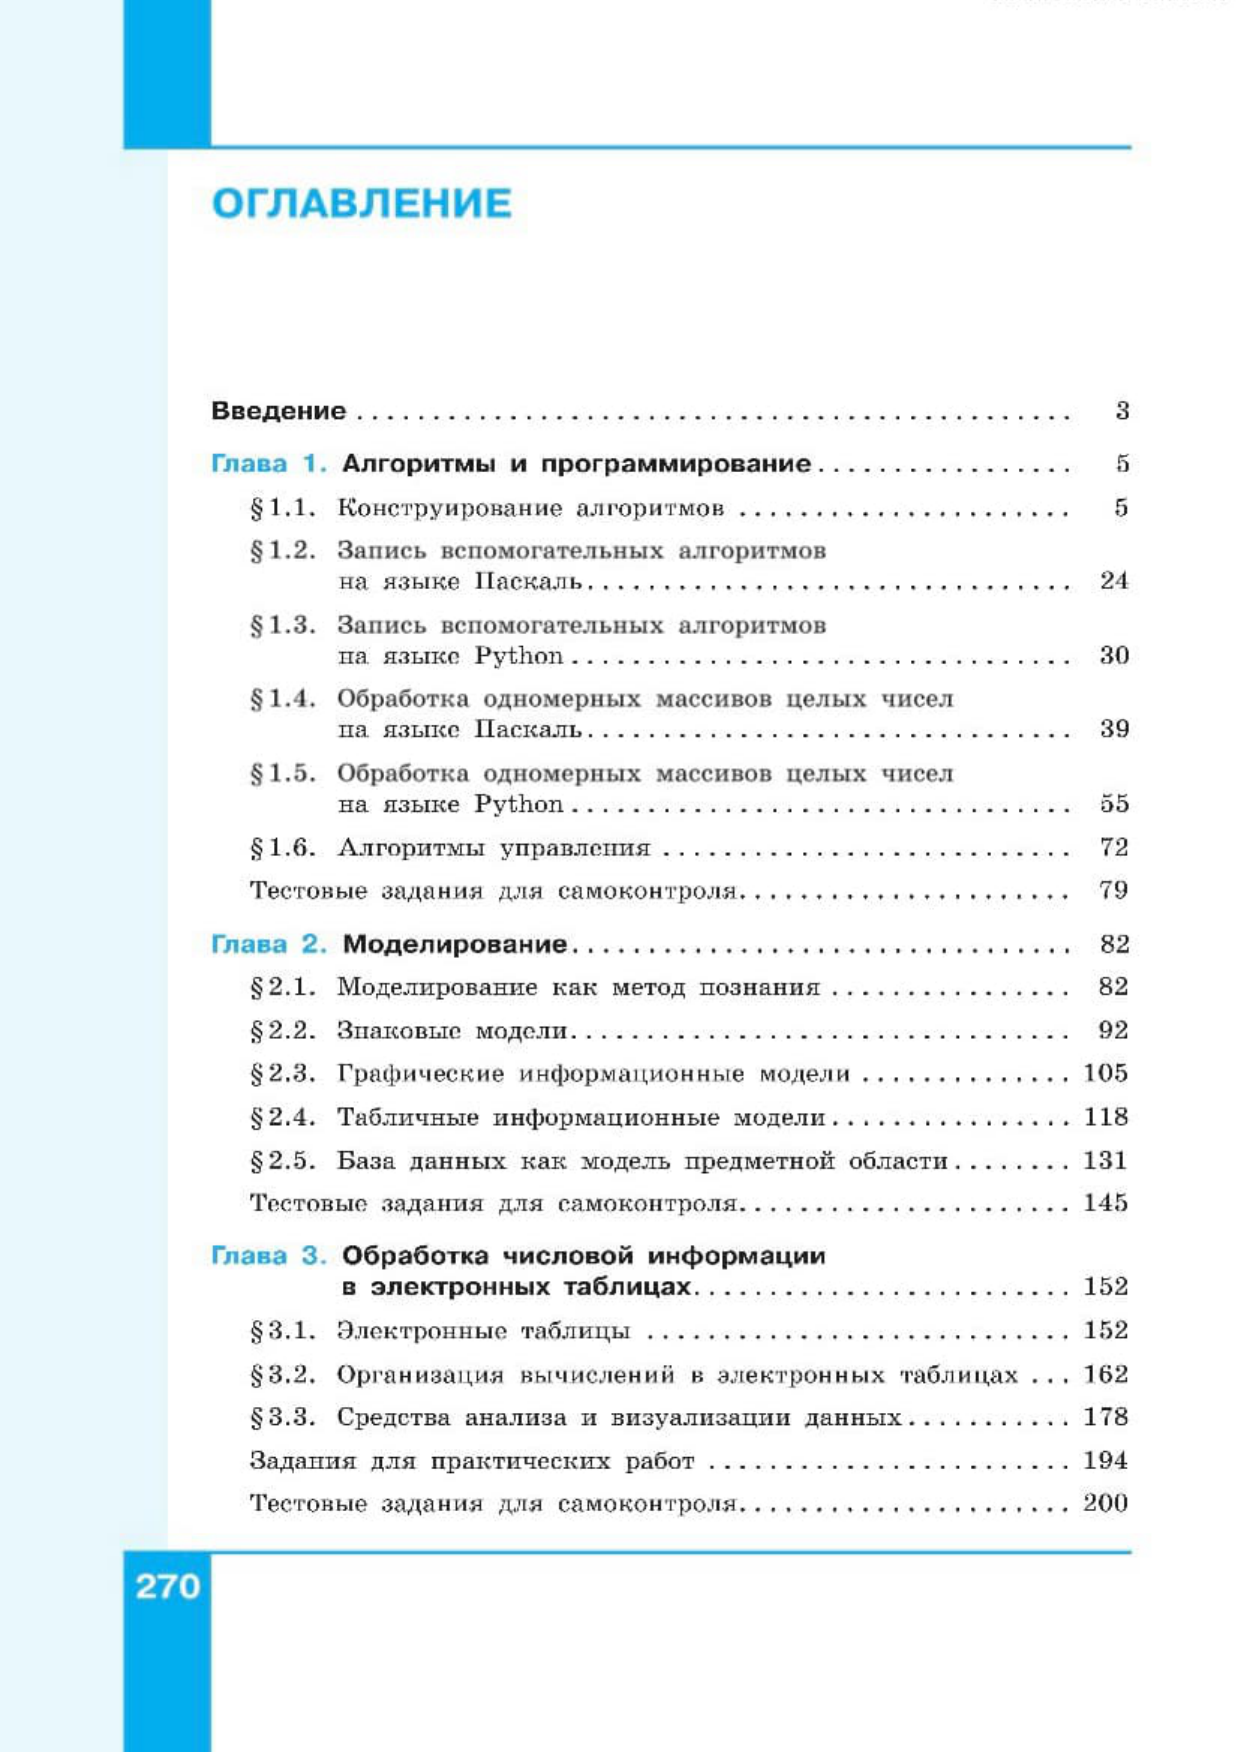 ОГЛАВЛЕНИЕ
Введение . . . . . . . . . . . . . . . . . . . . . . . . . . . . . . . . . . . . . . . . . . . . . . . 3
Глава 1. Алгоритмы и программирование . . . . . . . . . . . . . . . . . 5
§ 1.1. Конструирование алгоритмов . . . . . . . . . . . . . . . . . . . . . . 5
§ 1.2. Запись вспомогательных алгоритмов
на языке Паскаль . . . . . . . . . . . . . . . . . . . . . . . . . . . . . . . . 24
§ 1.3. Запись вспомогательных алгоритмов
на языке Python . . . . . . . . . . . . . . . . . . . . . . . . . . . . . . . . . 30
§ 1.4. Обработка одномерных массивов целых чисел
на языке Паскаль . . . . . . . . . . . . . . . . . . . . . . . . . . . . . . . . 39
§ 1.5. Обработка одномерных массивов целых чисел
на языке Python . . . . . . . . . . . . . . . . . . . . . . . . . . . . . . . . . 55
§ 1.6. Алгоритмы управления . . . . . . . . . . . . . . . . . . . . . . . . . . . 72
Тестовые задания для самоконтроля . . . . . . . . . . . . . . . . . . . . . . 79
Глава 2. Моделирование . . . . . . . . . . . . . . . . . . . . . . . . . . . . . . . . . 82
§ 2.1. Моделирование как метод познания . . . . . . . . . . . . . . . . 82
§ 2.2. Знаковые модели . . . . . . . . . . . . . . . . . . . . . . . . . . . . . . . . . 92
§ 2.3. Графические информационные модели . . . . . . . . . . . . . . 105
§ 2.4. Табличные информационные модели . . . . . . . . . . . . . . . . 118
§ 2.5. База данных как модель предметной области . . . . . . . . 131
Тестовые задания для самоконтроля . . . . . . . . . . . . . . . . . . . . . . 145
Глава 3. Обработка числовой информации
в электронных таблицах . . . . . . . . . . . . . . . . . . . . . . . . . 152
§ 3.1. Электронные таблицы . . . . . . . . . . . . . . . . . . . . . . . . . . . . 152
§ 3.2. Организация вычислений в электронных таблицах . . . 162
§ 3.3. Средства анализа и визуализации данных . . . . . . . . . . . 178
Задания для практических работ . . . . . . . . . . . . . . . . . . . . . . . . 194
Тестовые задания для самоконтроля . . . . . . . . . . . . . . . . . . . . . . 200
270